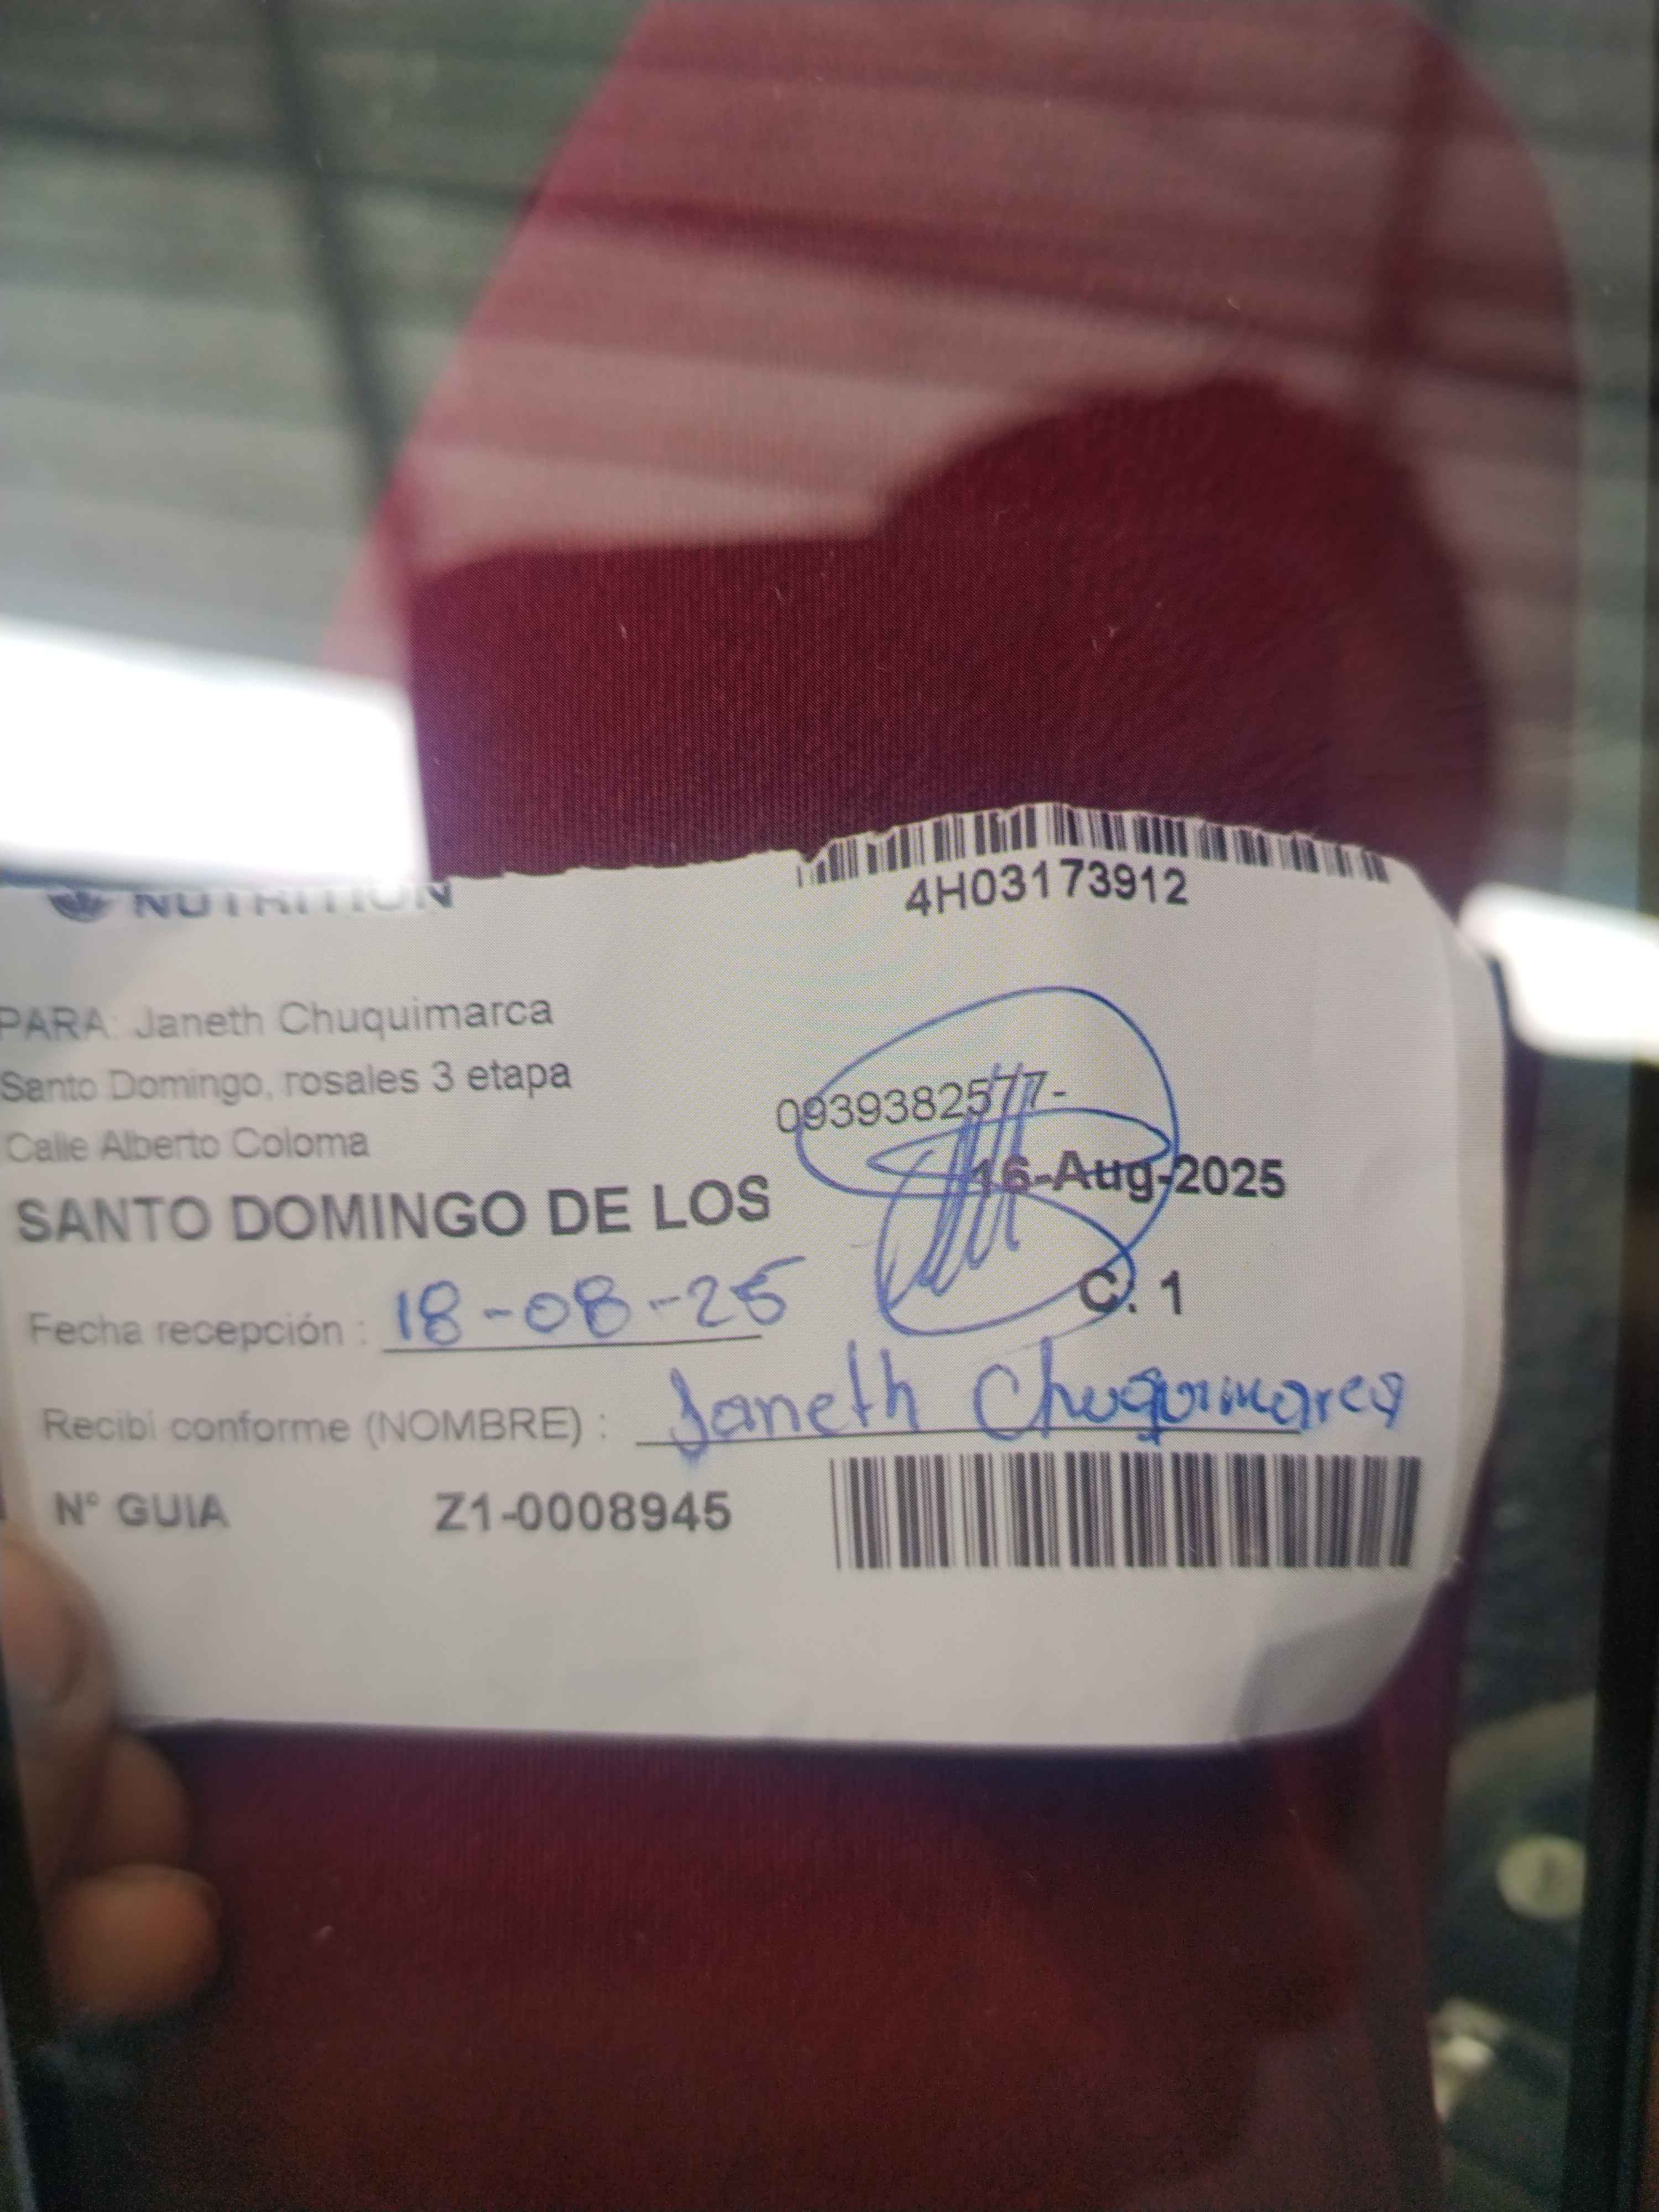 NUTRITION
4H03173912
PARA: Janeth Chuquimarca
Santo Domingo, rosales 3 etapa
0939382577-
Calle Alberto Coloma
16-Aug-2025
SANTO DOMINGO DE LOS
C. 1
Fecha recepción : 18-08-25
Recibi conforme (NOMBRE) : Janeth Chuquimarca
N° GUIA Z1-0008945